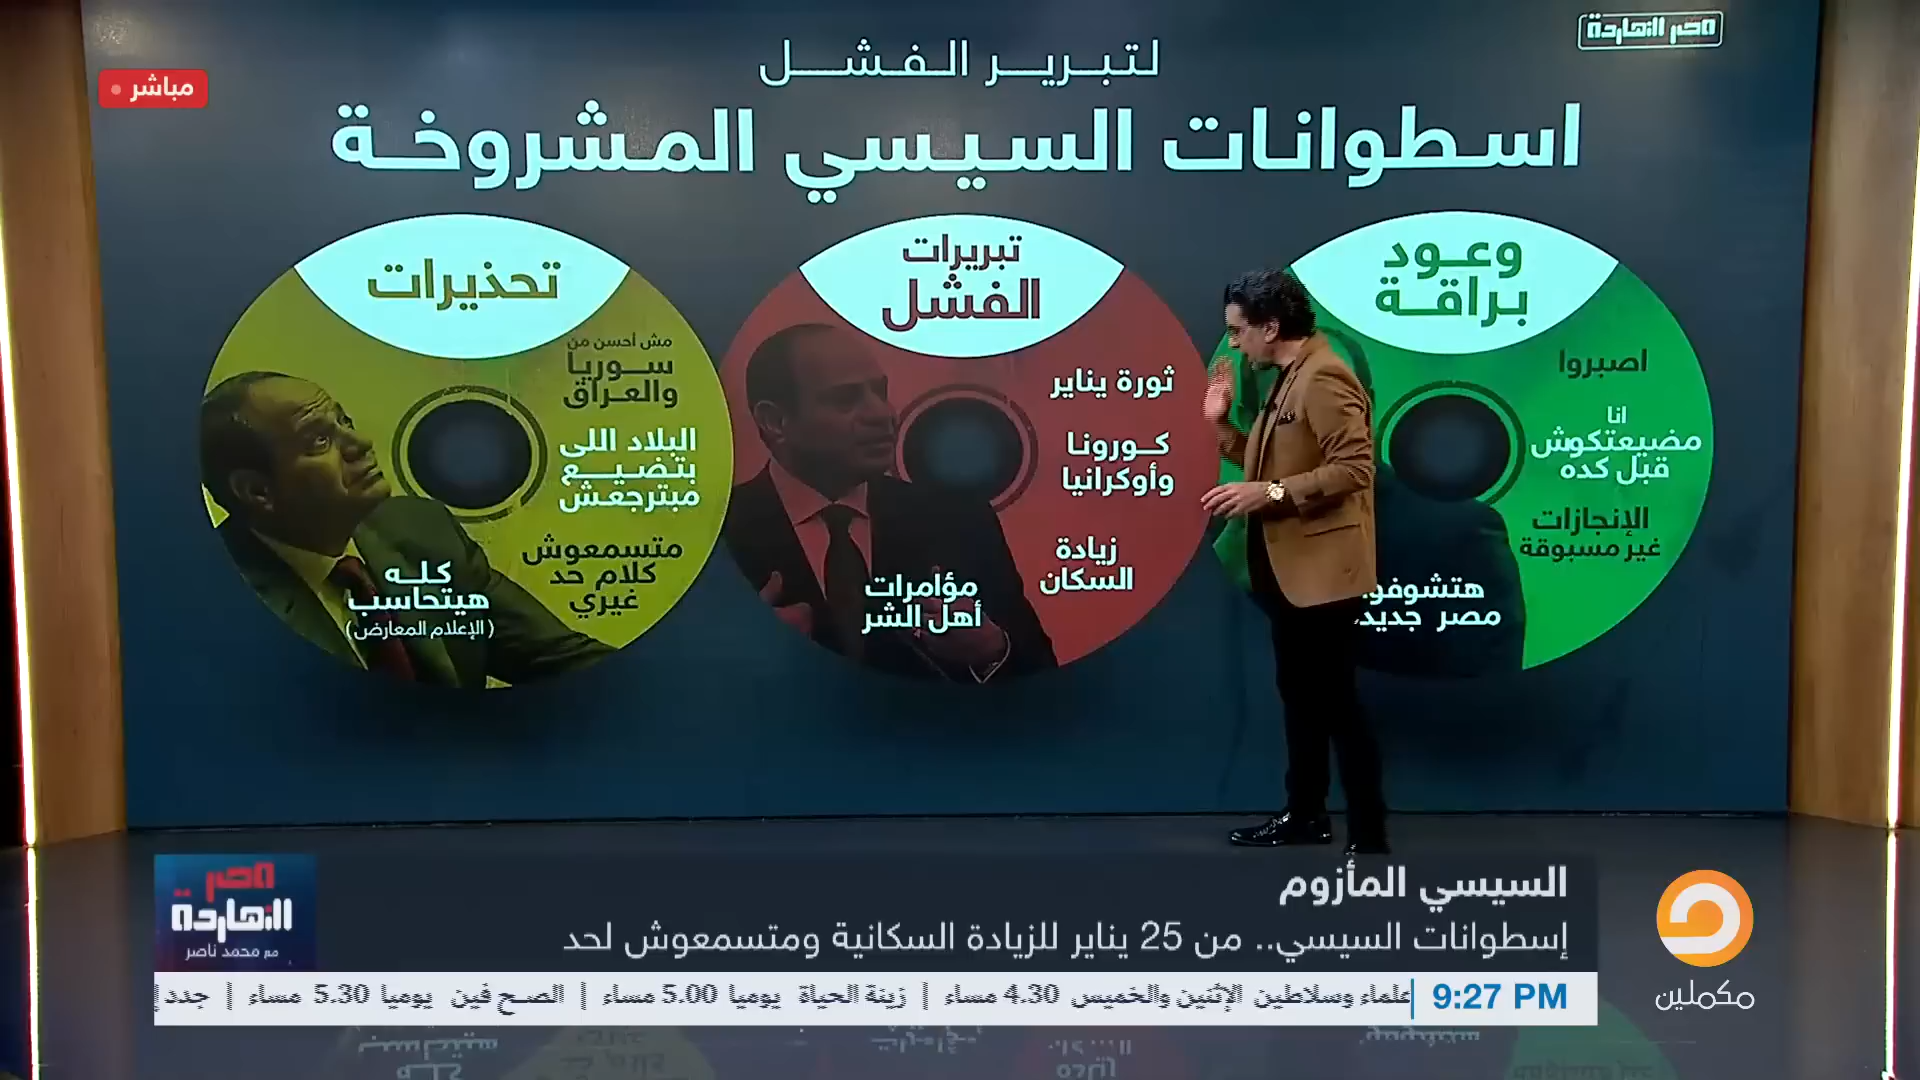 مصر النهاردة
مباشر
لتبرير الفشل
اسطوانات السيسي المشروخة
وعود
براقة
اصبروا
انا
مضيعتكوش
قبل كده
الإنجازات
غير مسبوقة
مصر
تبريرات
الفشل
ثورة يناير
كورونا
وأوكرانيا
زيادة
السكان
مؤامرات
أهل الشر
تحذيرات
مش أحسن من
سوريا
والعراق
البلاد اللى
بتضيع
مبترجعش
متسمعوش
كلام حد
غيري
كله
هيتحاسب
(الإعلام المعارض)
السيسي المأزوم
إسطوانات السيسي.. من 25 يناير للزيادة السكانية ومتسمعوش لحد
مصر
النهاردة
مع محمد ناصر
9:27 PM
علماء وسلاطين الإثنين والخميس 4.30 مساء | زينة الحياة يوميا 5.00 مساء | الصح فين يوميا 5.30 مساء |
مكملين